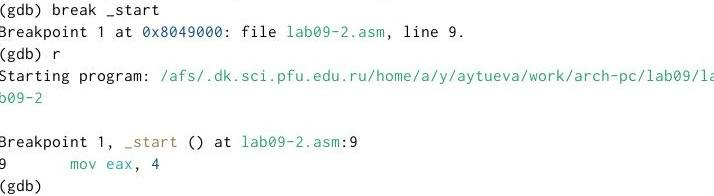 (gdb) break _start
Breakpoint 1 at 0x8049000: file lab09-2.asm, line 9.
(gdb) r
Starting program: /afs/.dk.sci.pfu.edu.ru/home/a/y/aytueva/work/arch-pc/lab09/la
b09-2
Breakpoint 1, _start () at lab09-2.asm:9
9 mov eax, 4
(gdb)